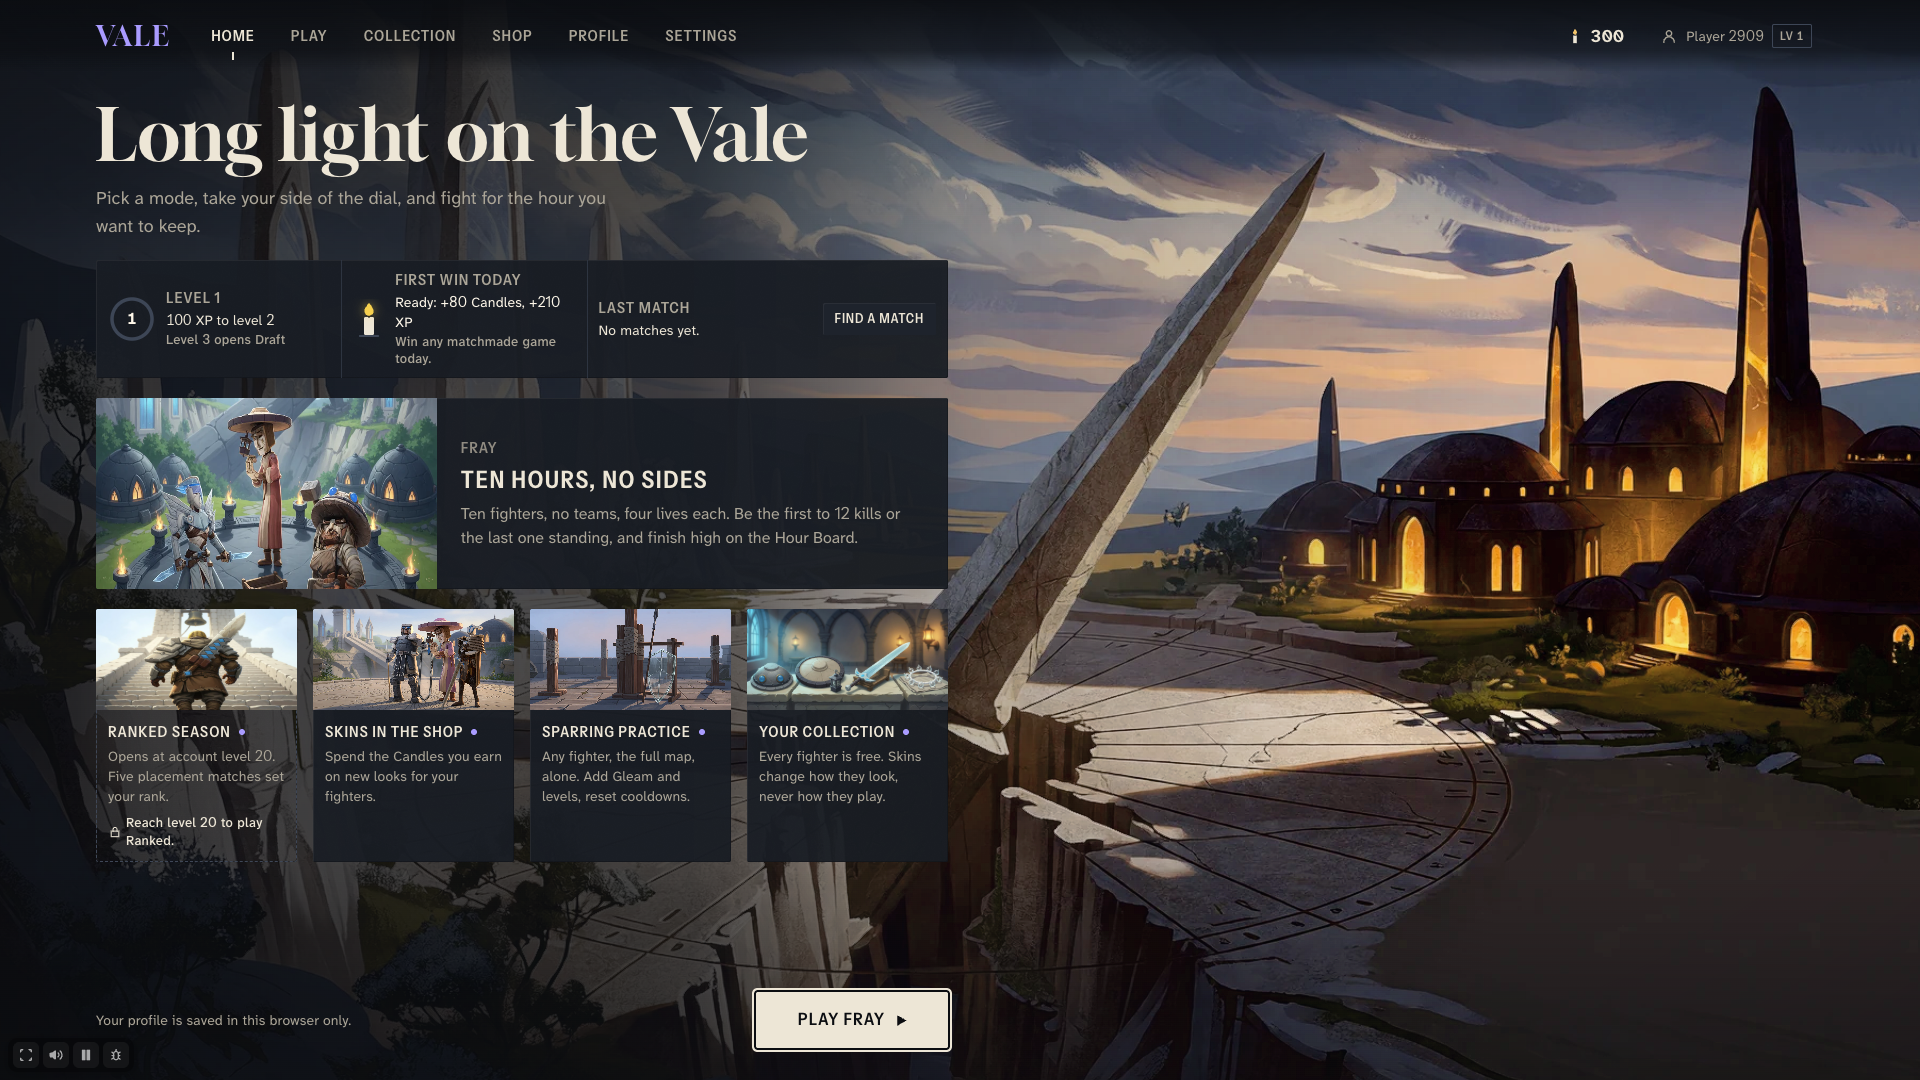 VALE
HOME
PLAY
COLLECTION
SHOP
PROFILE
SETTINGS
300
Player 2909
LV 1
Long light on the Vale
Pick a mode, take your side of the dial, and fight for the hour you
want to keep.
1
LEVEL 1
100 XP to level 2
Level 3 opens Draft
FIRST WIN TODAY
Ready: +80 Candles, +210
XP
Win any matchmade game
today.
LAST MATCH
No matches yet.
FIND A MATCH
FRAY
TEN HOURS, NO SIDES
Ten fighters, no teams, four lives each. Be the first to 12 kills or
the last one standing, and finish high on the Hour Board.
RANKED SEASON
Opens at account level 20.
Five placement matches set
your rank.
Reach level 20 to play
Ranked.
SKINS IN THE SHOP
Spend the Candles you earn
on new looks for your
fighters.
SPARRING PRACTICE
Any fighter, the full map,
alone. Add Gleam and
levels, reset cooldowns.
YOUR COLLECTION
Every fighter is free. Skins
change how they look,
never how they play.
Your profile is saved in this browser only.
PLAY FRAY